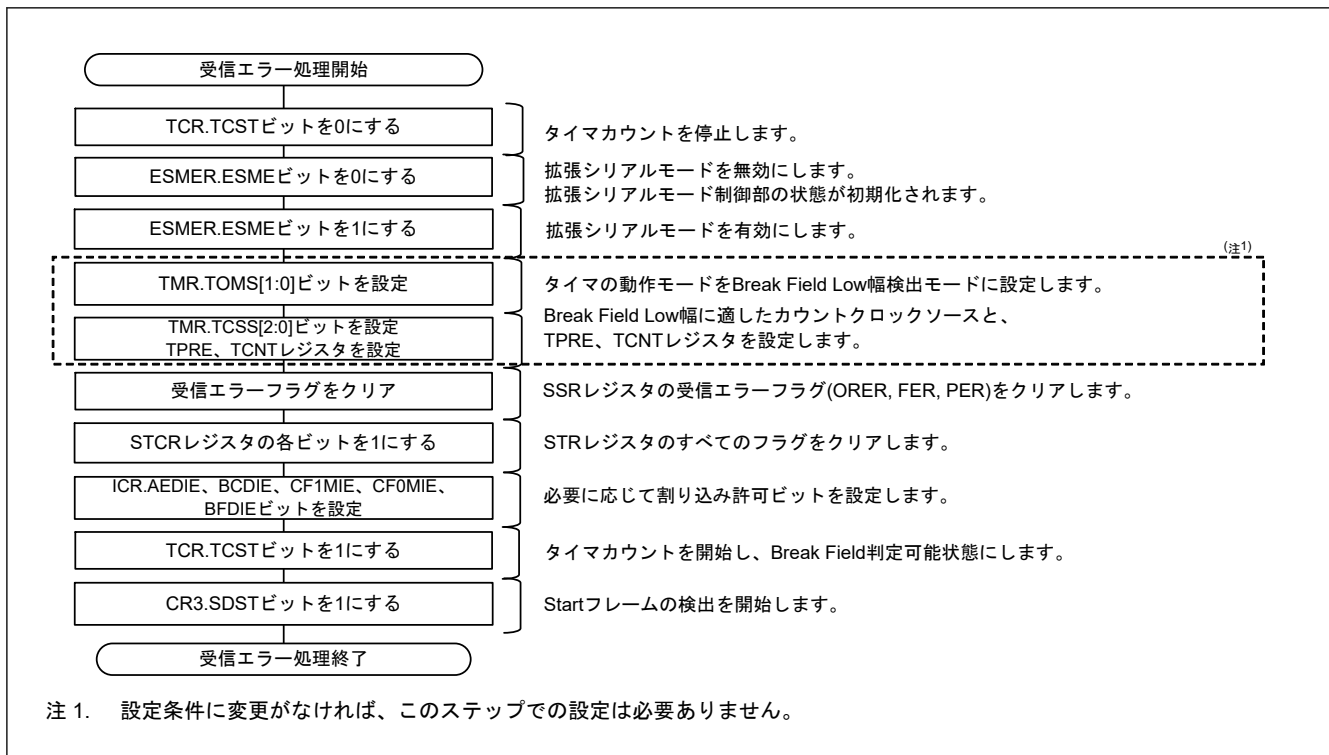 受信エラー処理開始
TCR.TCSTビットを0にする
タイマカウントを停止します。
ESMER.ESMEビットを0にする
拡張シリアルモードを無効にします。
拡張シリアルモード制御部の状態が初期化されます。
ESMER.ESMEビットを1にする
拡張シリアルモードを有効にします。
(注1)
TMR.TOMS[1:0]ビットを設定
タイマの動作モードをBreak Field Low幅検出モードに設定します。
TMR.TCSS[2:0]ビットを設定
TPRE、TCNTレジスタを設定
Break Field Low幅に適したカウントクロックソースと、
TPRE、TCNTレジスタを設定します。
受信エラーフラグをクリア
SSRレジスタの受信エラーフラグ(ORER, FER, PER)をクリアします。
STCRレジスタの各ビットを1にする
STRレジスタのすべてのフラグをクリアします。
ICR.AEDIE、BCDIE、CF1MIE、CF0MIE、
BFDIEビットを設定
必要に応じて割り込み許可ビットを設定します。
TCR.TCSTビットを1にする
タイマカウントを開始し、Break Field判定可能状態にします。
CR3.SDSTビットを1にする
Startフレームの検出を開始します。
受信エラー処理終了
注 1. 設定条件に変更がなければ、このステップでの設定は必要ありません。